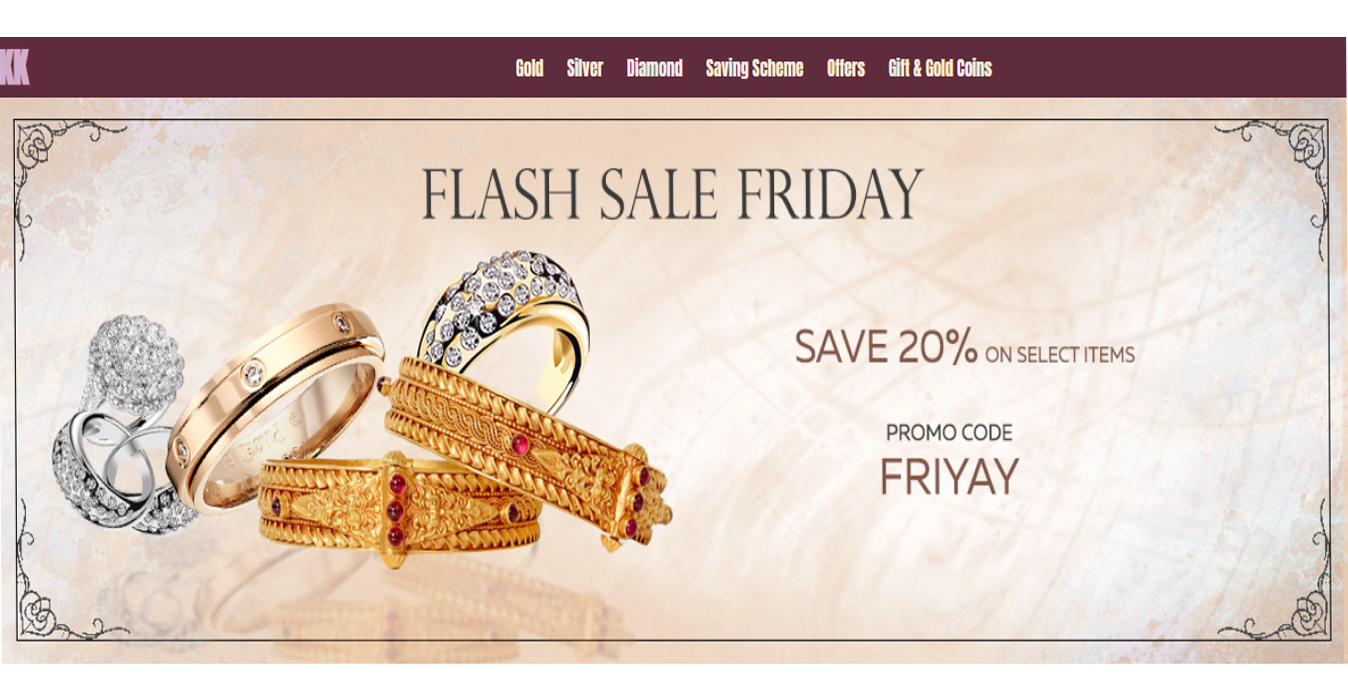 KK
Gold Silver Diamond Saving Scheme Offers Gift & Gold Coins
FLASH SALE FRIDAY
SAVE 20% ON SELECT ITEMS
PROMO CODE
FRIYAY